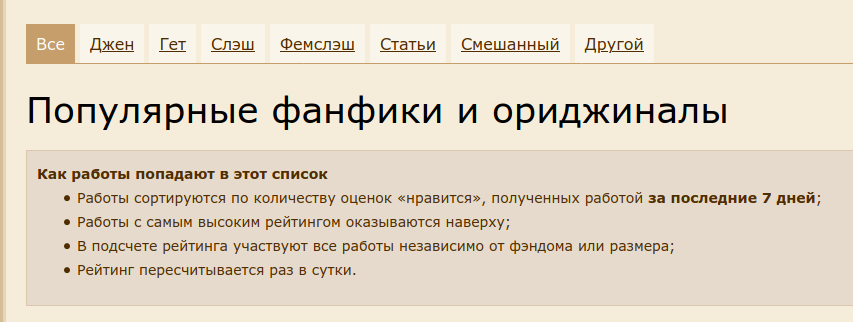 Все Джен Гет Слэш Фемслэш Статьи Смешанный Другой
Популярные фанфики и ориджиналы
Как работы попадают в этот список
Работы сортируются по количеству оценок «нравится», полученных работой за последние 7 дней;
Работы с самым высоким рейтингом оказываются наверху;
В подсчете рейтинга участвуют все работы независимо от фэндома или размера;
Рейтинг пересчитывается раз в сутки.